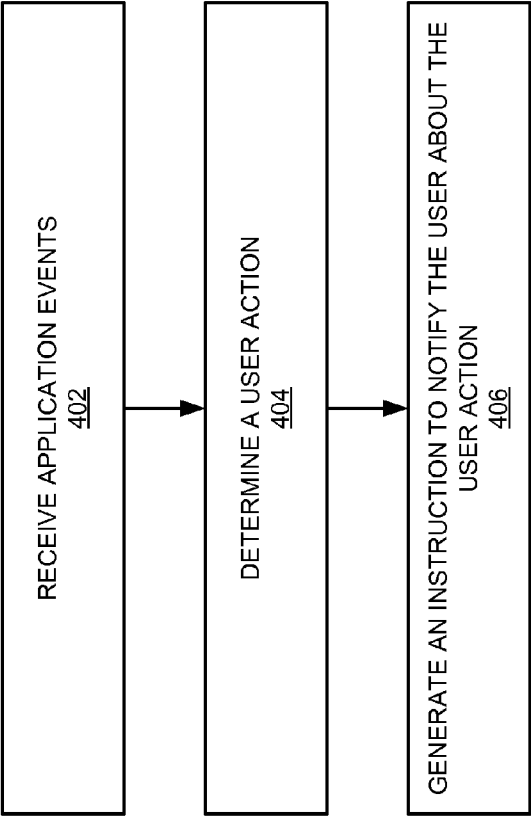 RECEIVE APPLICATION EVENTS
402
DETERMINE A USER ACTION
404
GENERATE AN INSTRUCTION TO NOTIFY THE USER ABOUT THE
USER ACTION
406